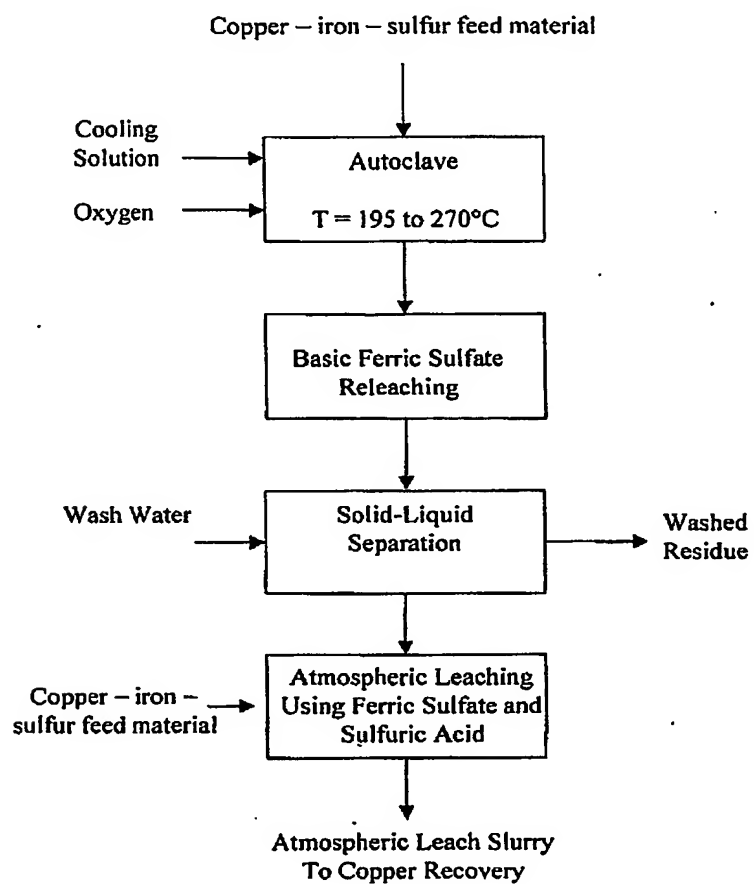 Copper – iron – sulfur feed material
Cooling
Solution
Oxygen
Autoclave
T = 195 to 270°C
Basic Ferric Sulfate
Releaching
Wash Water
Solid-Liquid
Separation
Washed
Residue
Copper – iron –
sulfur feed material
Atmospheric Leaching
Using Ferric Sulfate and
Sulfuric Acid
Atmospheric Leach Slurry
To Copper Recovery